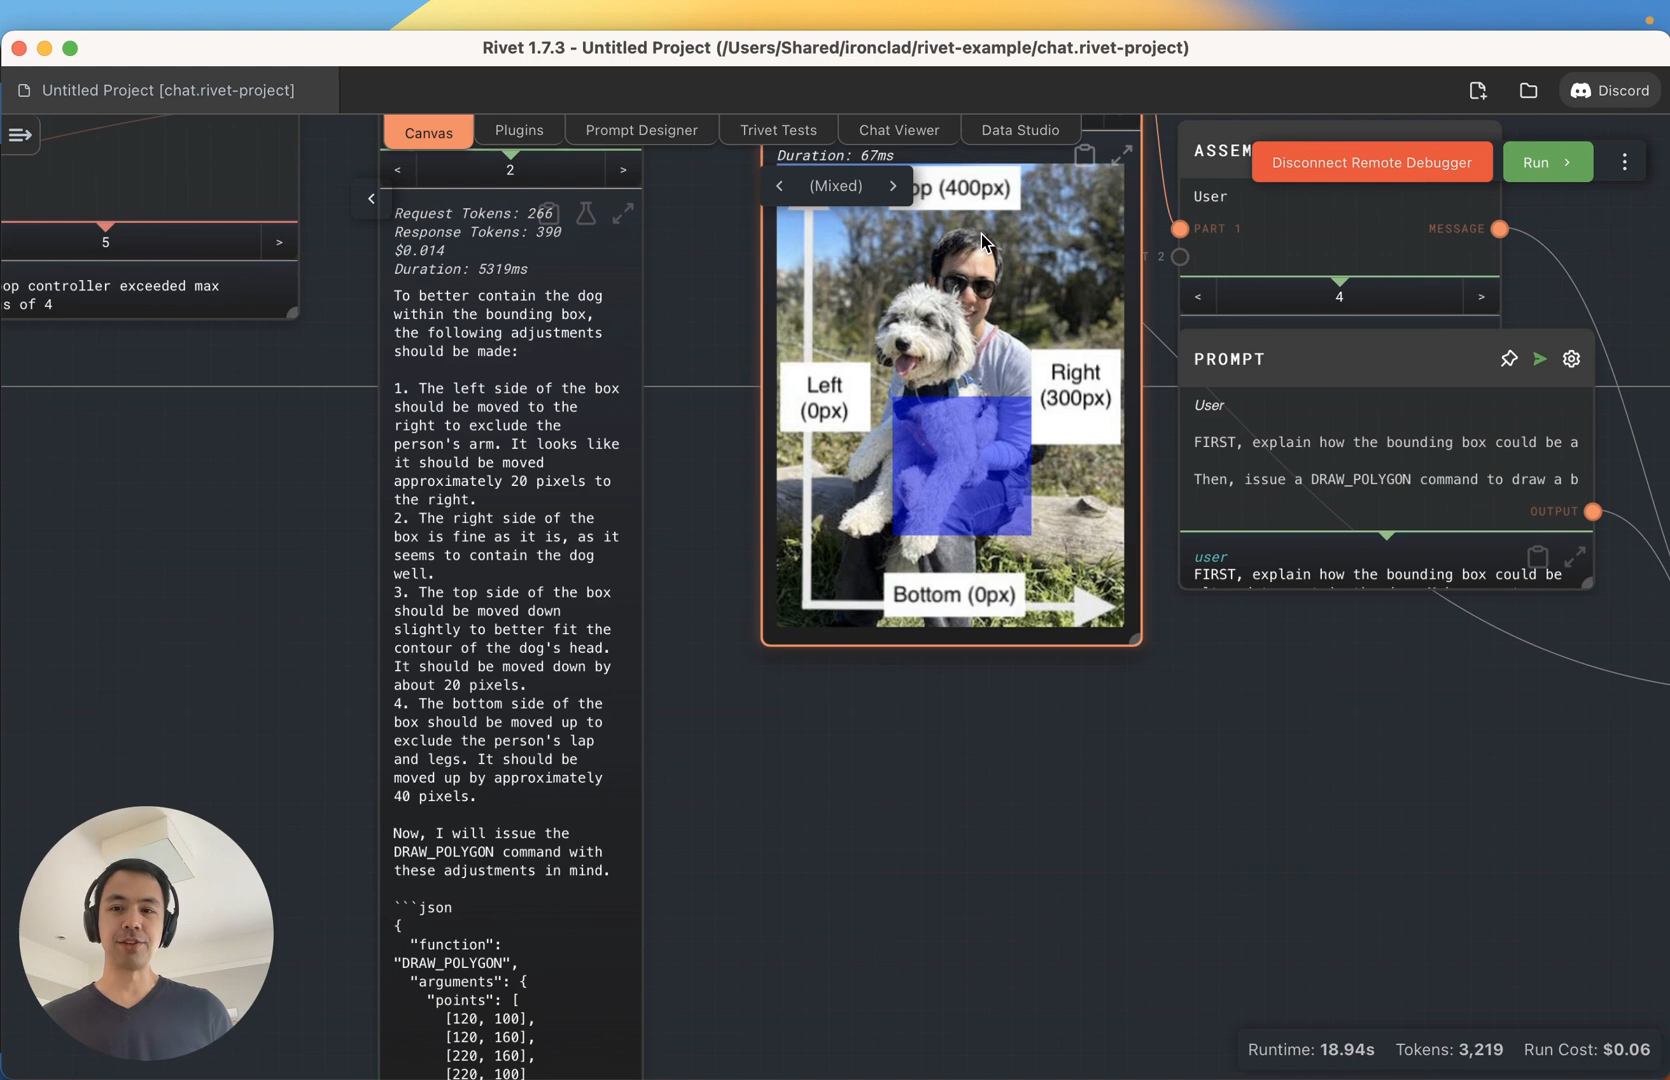 Rivet 1.7.3 - Untitled Project (/Users/Shared/ironclad/rivet-example/chat.rivet-project)
Untitled Project [chat.rivet-project]
Discord
Canvas
Plugins
Prompt Designer
Trivet Tests
Chat Viewer
Data Studio
Disconnect Remote Debugger
Run
5
>
op controller exceeded max
s of 4
<
2
>
Request Tokens: 266
Response Tokens: 390
$0.014
Duration: 5319ms
To better contain the dog
within the bounding box,
the following adjustments
should be made:
1. The left side of the box
should be moved to the
right to exclude the
person's arm. It looks like
it should be moved
approximately 20 pixels to
the right.
2. The right side of the
box is fine as it is, as it
seems to contain the dog
well.
3. The top side of the box
should be moved down
slightly to better fit the
contour of the dog's head.
It should be moved down by
about 20 pixels.
4. The bottom side of the
box should be moved up to
exclude the person's lap
and legs. It should be
moved up by approximately
40 pixels.
Now, I will issue the
DRAW_POLYGON command with
these adjustments in mind.
```json
{
"function":
"DRAW_POLYGON",
"arguments": {
"points": [
[120, 100],
[120, 160],
[220, 160],
[220, 100]
Duration: 67ms
(Mixed)
op (400px)
Left
(0px)
Right
(300px)
Bottom (0px)
ASSEM
User
PART 1
MESSAGE
T 2
<
4
>
PROMPT
User
FIRST, explain how the bounding box could be a
Then, issue a DRAW_POLYGON command to draw a b
OUTPUT
user
FIRST, explain how the bounding box could be
Runtime: 18.94s
Tokens: 3,219
Run Cost: $0.06